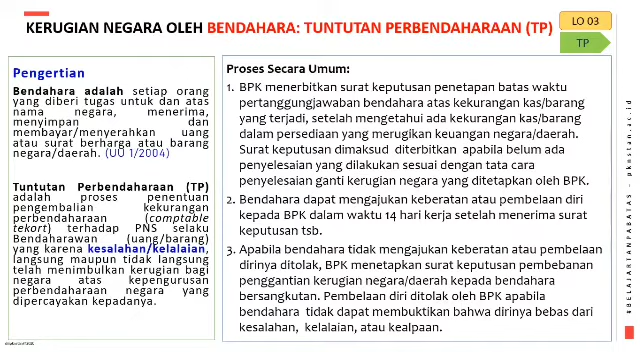 KERUGIAN NEGARA OLEH BENDAHARA: TUNTUTAN PERBENDAHARAAN (TP)
LO 03
TP
Pengertian
Bendahara adalah setiap orang
yang diberi tugas untuk dan atas
nama negara, menerima,
menyimpan dan
membayar/menyerahkan uang
atau surat berharga atau barang
negara/daerah. (UU 1/2004)
Tuntutan Perbendaharaan (TP)
adalah proses penentuan
pengembalian kekurangan
perbendaharaan (comptable
tekort) terhadap PNS selaku
Bendaharawan (uang/barang)
yang karena kesalahan/kelalaian,
langsung maupun tidak langsung
telah menimbulkan kerugian bagi
negara atas kepengurusan
perbendaharaan negara yang
dipercayakan kepadanya.
Proses Secara Umum:
1. BPK menerbitkan surat keputusan penetapan batas waktu
pertanggungjawaban bendahara atas kekurangan kas/barang
yang terjadi, setelah mengetahui ada kekurangan kas/barang
dalam persediaan yang merugikan keuangan negara/daerah.
Surat keputusan dimaksud diterbitkan apabila belum ada
penyelesaian yang dilakukan sesuai dengan tata cara
penyelesaian ganti kerugian negara yang ditetapkan oleh BPK.
2. Bendahara dapat mengajukan keberatan atau pembelaan diri
kepada BPK dalam waktu 14 hari kerja setelah menerima surat
keputusan tsb.
3. Apabila bendahara tidak mengajukan keberatan atau pembelaan
dirinya ditolak, BPK menetapkan surat keputusan pembebanan
penggantian kerugian negara/daerah kepada bendahara
bersangkutan. Pembelaan diri ditolak oleh BPK apabila
bendahara tidak dapat membuktikan bahwa dirinya bebas dari
kesalahan, kelalaian, atau kealpaan.
#BELAJARTANPABATAS - pknstan.ac.id